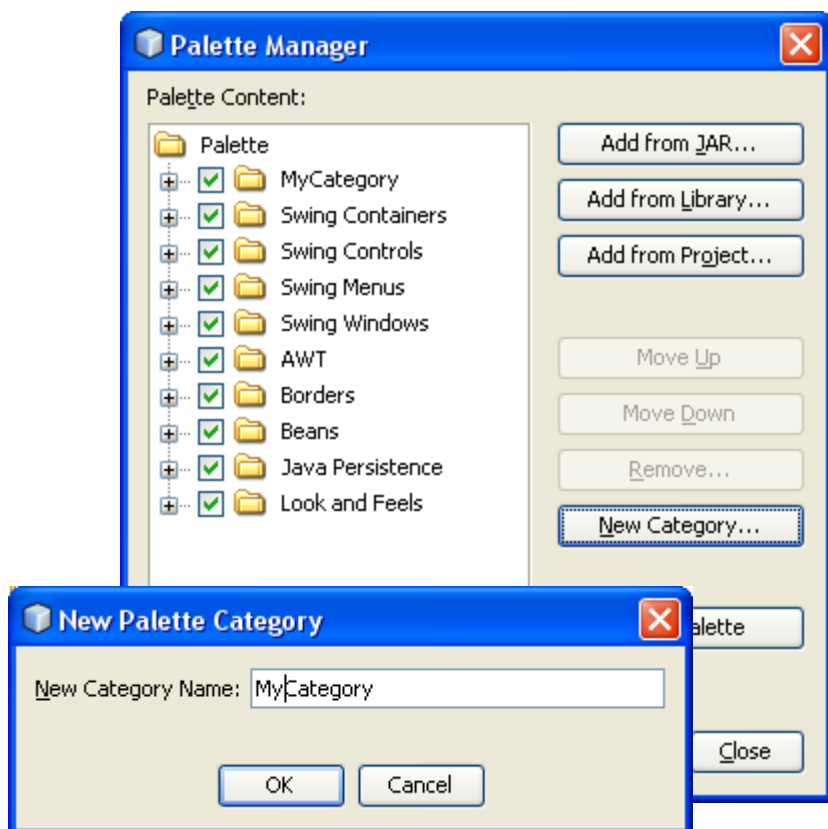 Palette Manager
Palette Content:
Palette
MyCategory
Swing Containers
Swing Controls
Swing Menus
Swing Windows
AWT
Borders
Beans
Java Persistence
Look and Feels
Add from JAR...
Add from Library...
Add from Project...
Move Up
Move Down
Remove...
New Category...
alette
Close
New Palette Category
New Category Name: MyCategory
OK Cancel